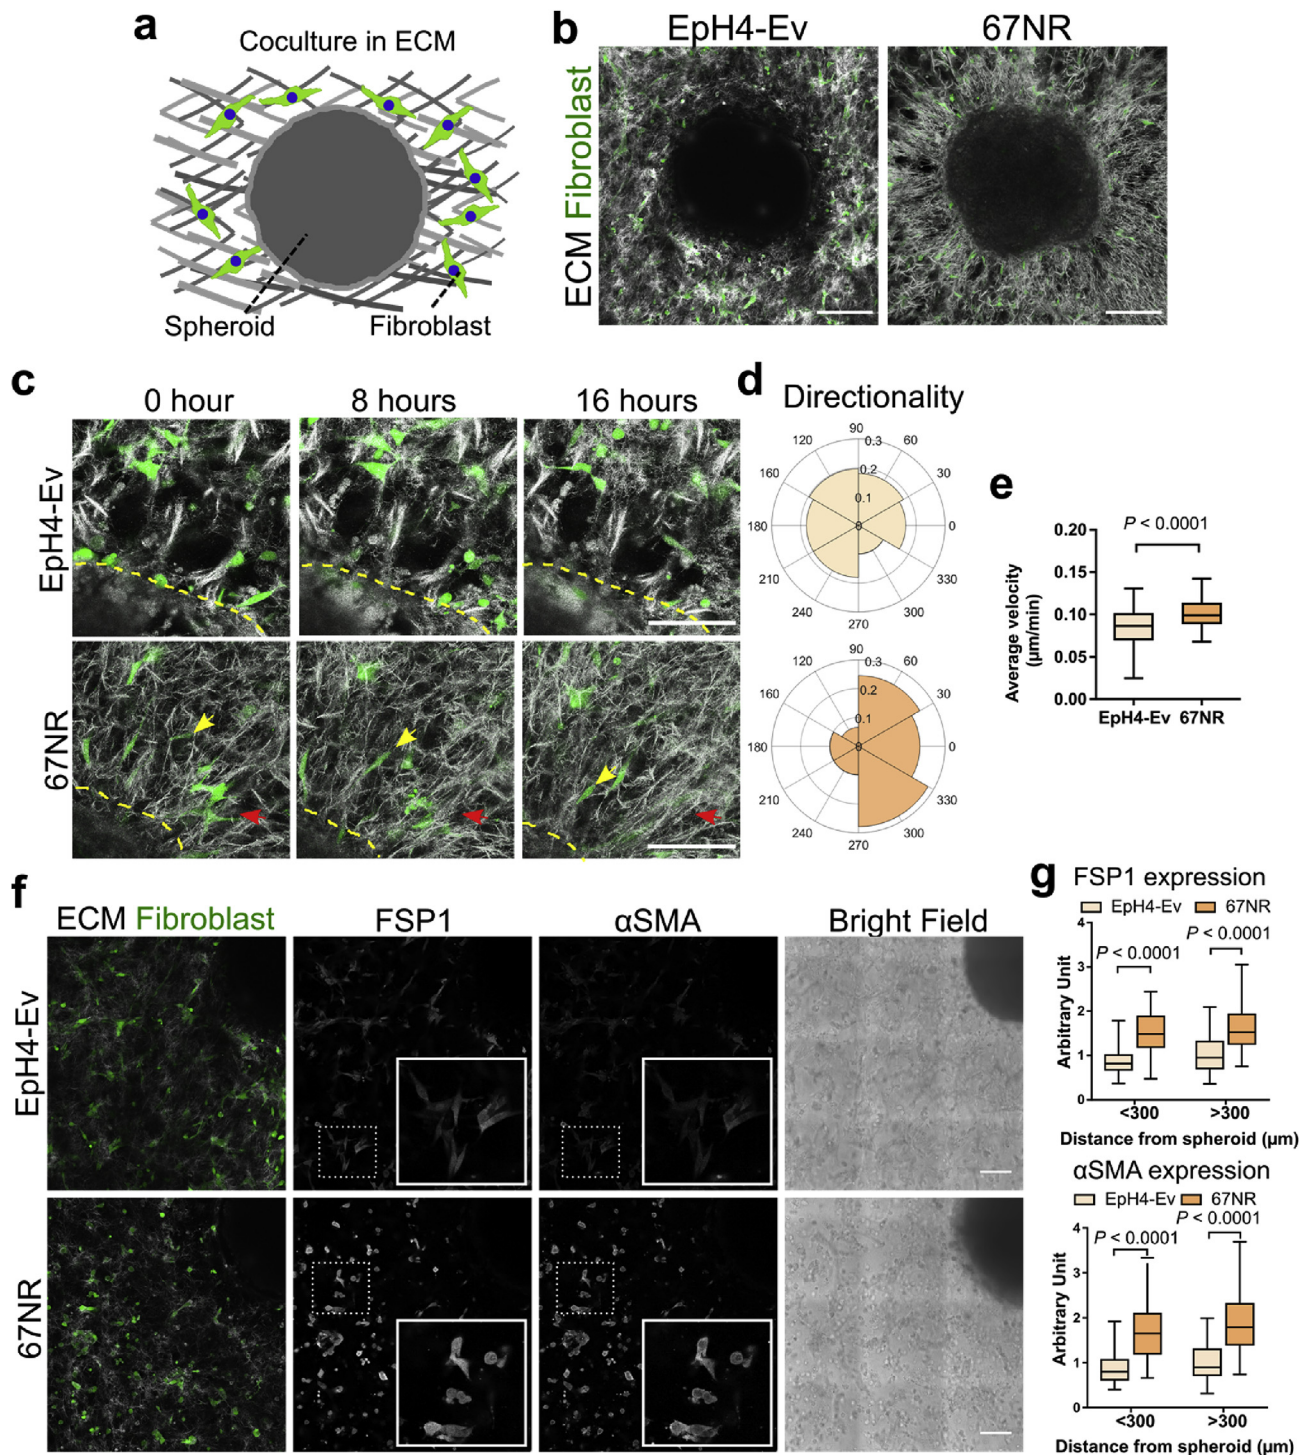 a
Coculture in ECM
Spheroid
Fibroblast
b
EpH4-Ev
67NR
ECM Fibroblast
c
0 hour
8 hours
16 hours
EpH4-Ev
67NR
d
Directionality
90
120
60
160
30
180
0
210
330
240
300
270
0.3
0.2
0.1
0
90
120
60
160
30
180
0
210
330
240
300
270
0.3
0.2
0.1
0
e
P < 0.0001
0.20
0.15
0.10
0.05
0.00
Average velocity
(µm/min)
EpH4-Ev 67NR
f
ECM Fibroblast
FSP1
αSMA
Bright Field
EpH4-Ev
67NR
g
FSP1 expression
EpH4-Ev 67NR
P < 0.0001
P < 0.0001
4
3
2
1
0
Arbitrary Unit
<300 >300
Distance from spheroid (µm)
αSMA expression
EpH4-Ev 67NR
P < 0.0001
P < 0.0001
4
3
2
1
0
Arbitrary Unit
<300 >300
Distance from spheroid (µm)